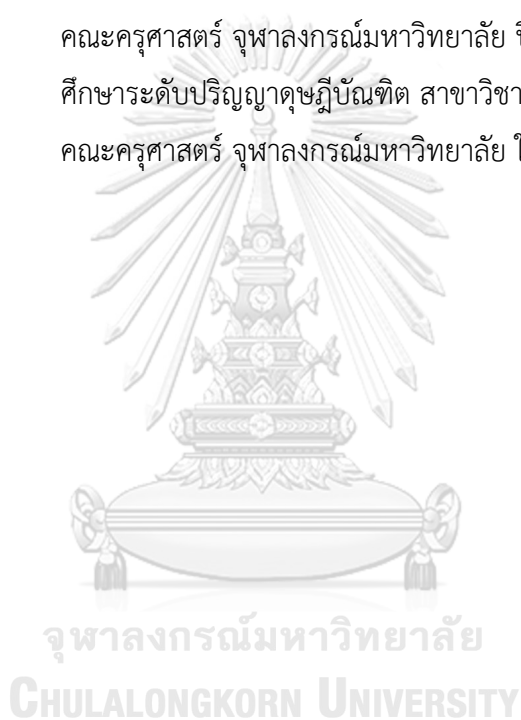 คณะครุศาสตร์ จุฬาลงกรณ์มหาวิทยาลัย
ศึกษาระดับปริญญาดุษฎีบัณฑิต สาขาวิชา
คณะครุศาสตร์ จุฬาลงกรณ์มหาวิทยาลัย
จุฬาลงกรณ์มหาวิทยาลัย
CHULALONGKORN UNIVERSITY